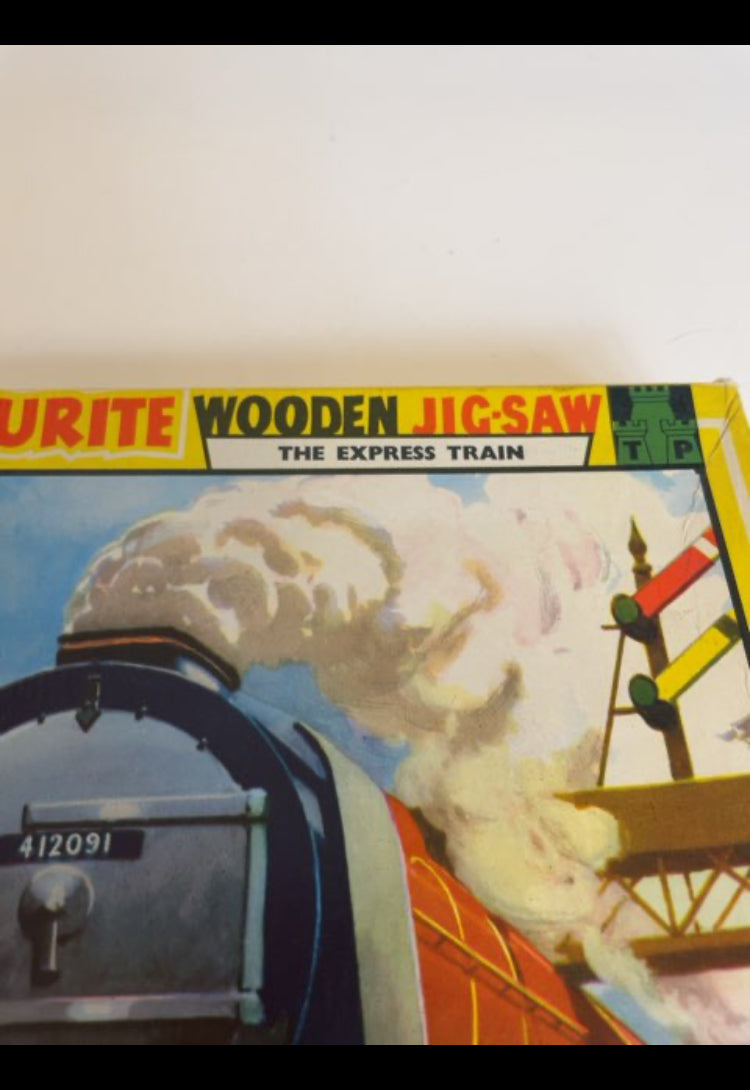 URITE WOODEN JIG-SAW
THE EXPRESS TRAIN
T P
412091